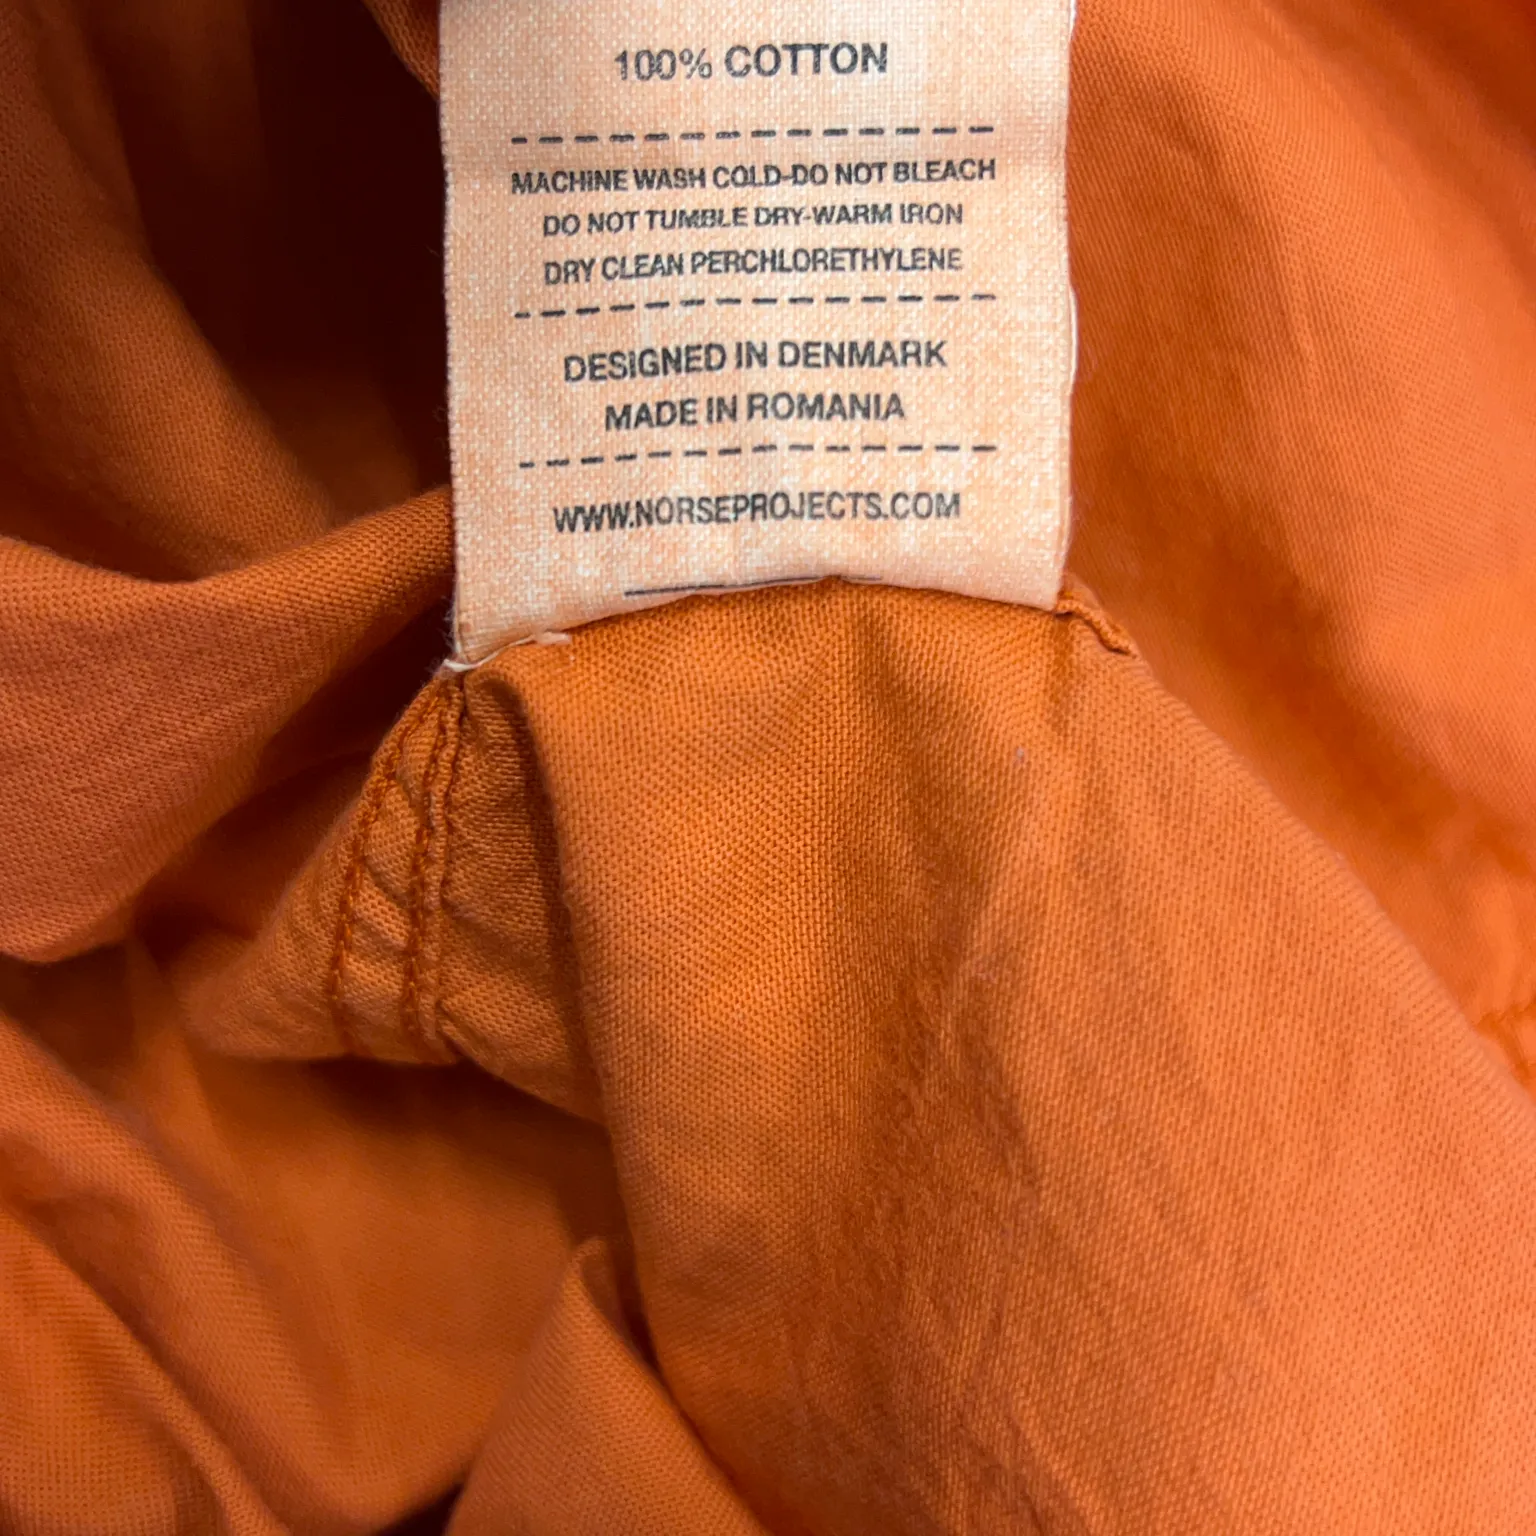 100% COTTON
MACHINE WASH COLD-DO NOT BLEACH
DO NOT TUMBLE DRY-WARM IRON
DRY CLEAN PERCHLORETHYLENE
DESIGNED IN DENMARK
MADE IN ROMANIA
WWW.NORSEPROJECTS.COM